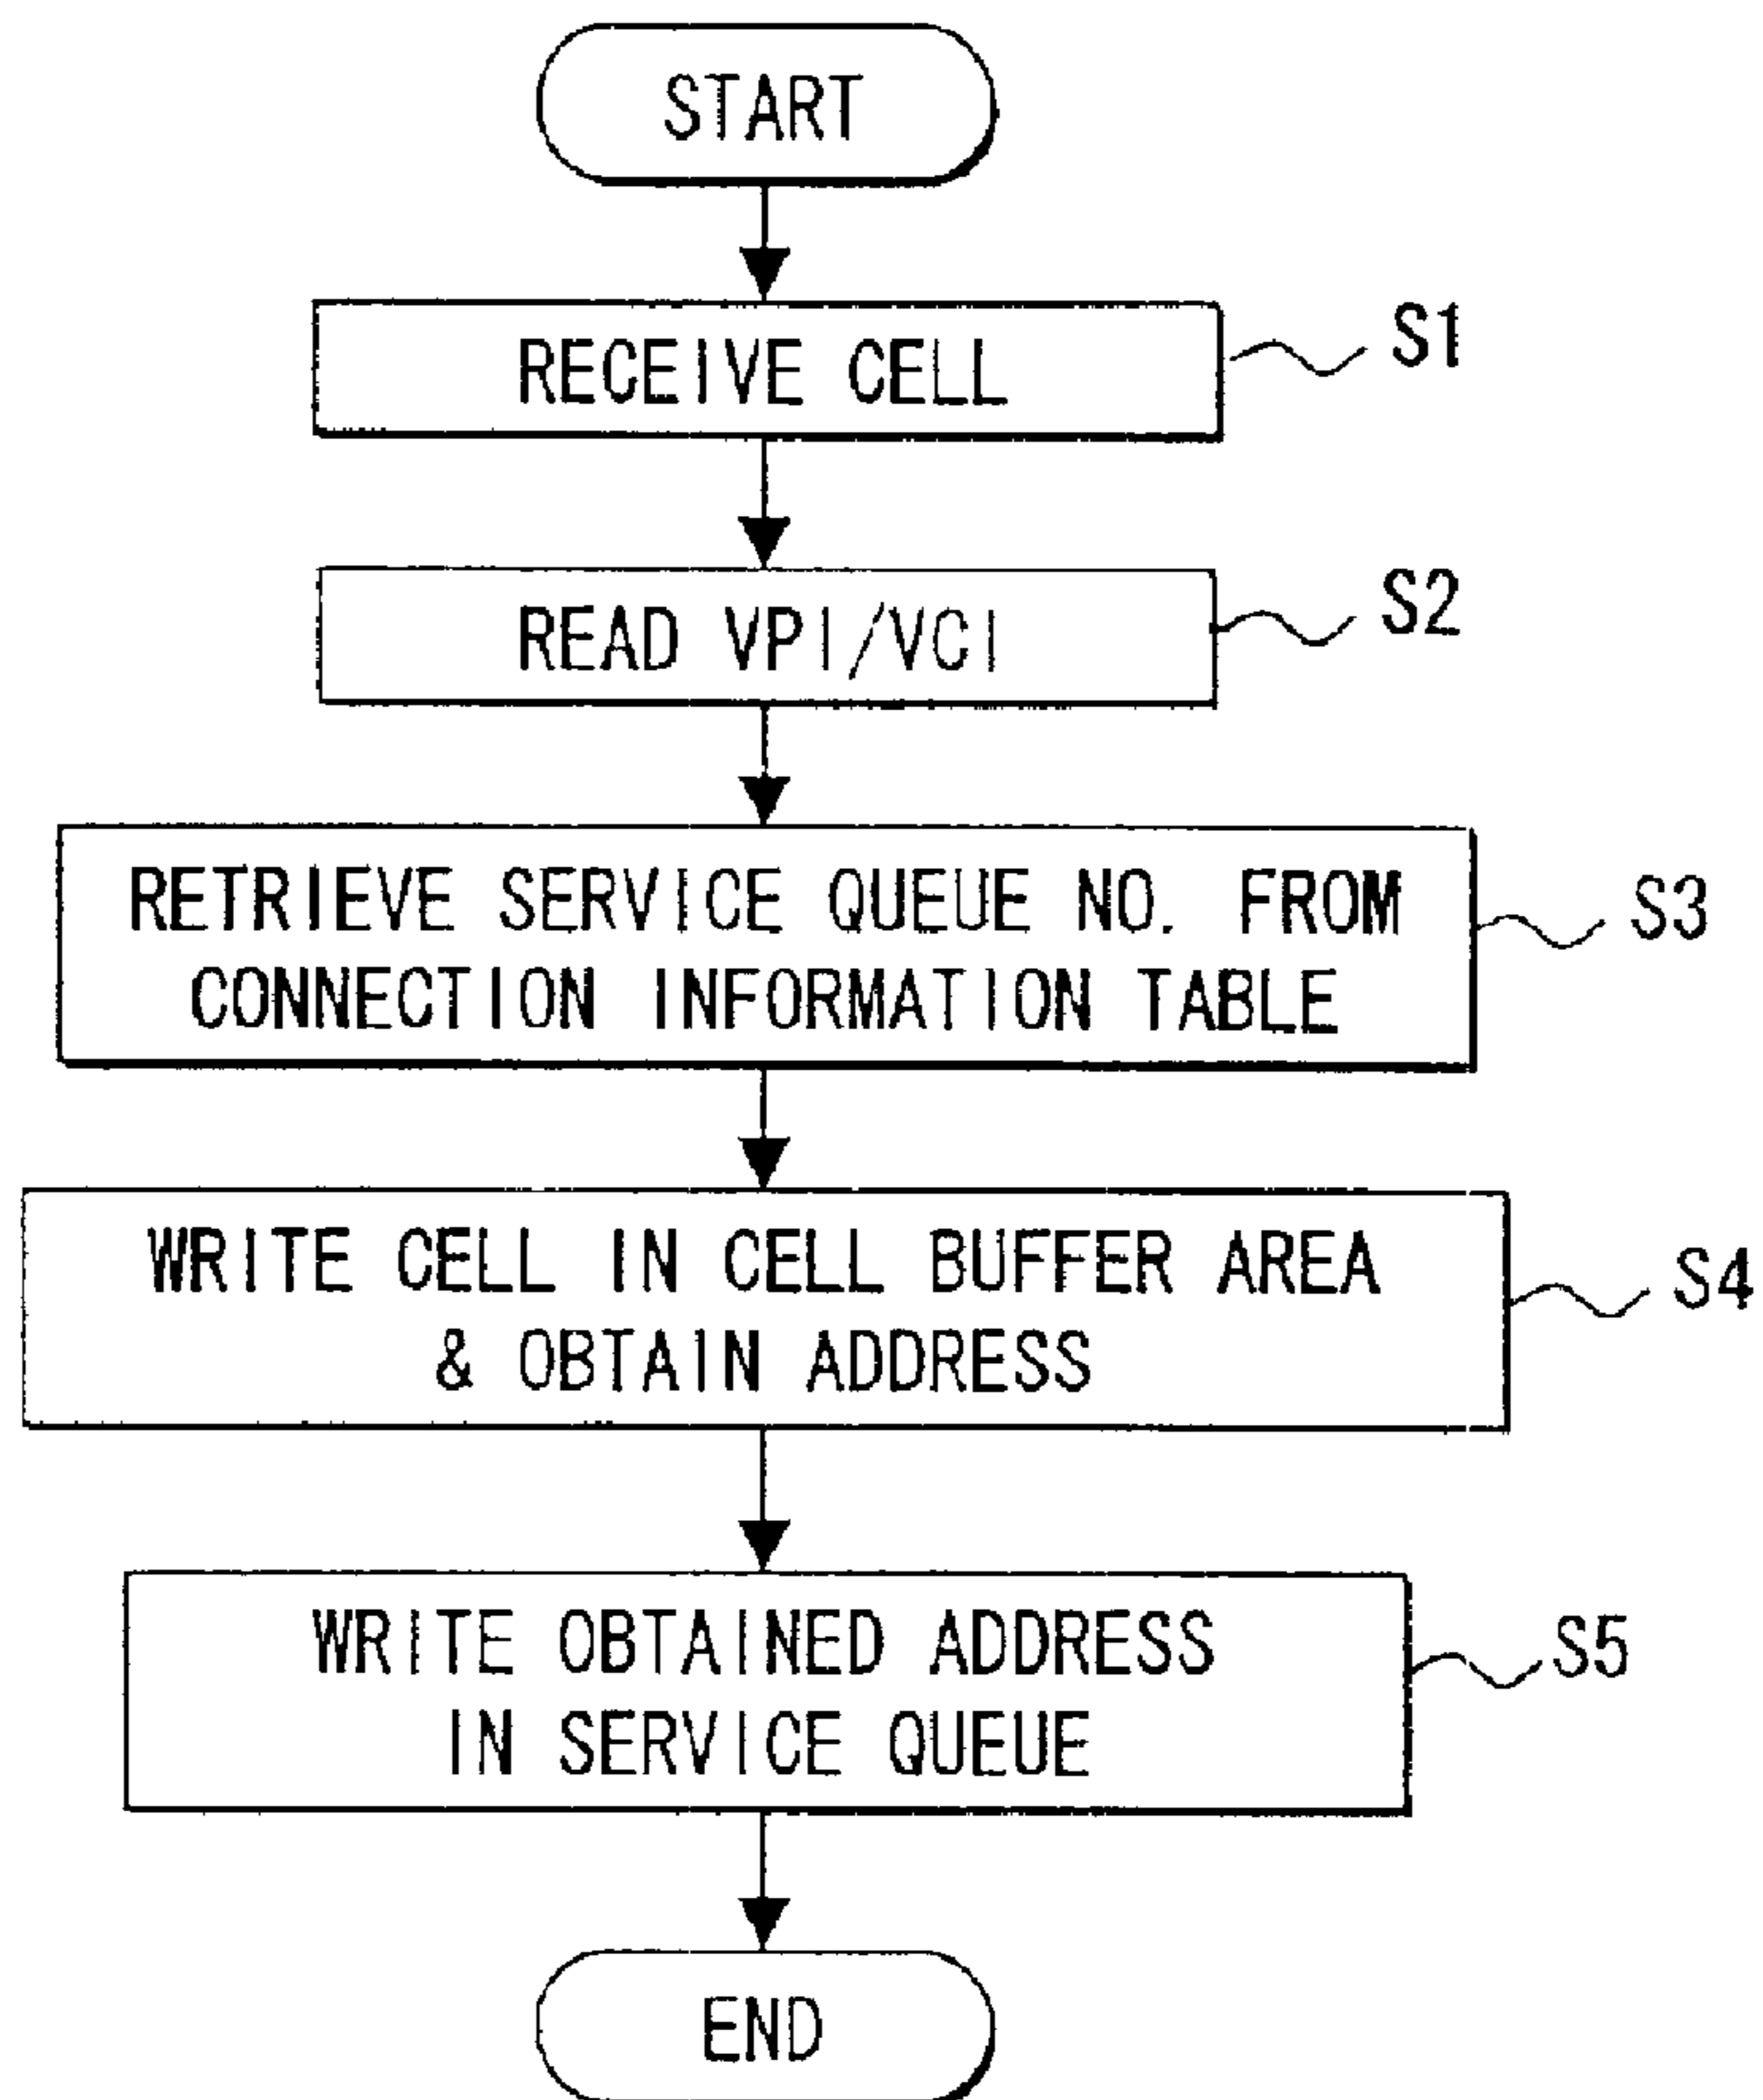 START
RECEIVE CELL
S1
READ VPI/VCI
S2
RETRIEVE SERVICE QUEUE NO. FROM
CONNECTION INFORMATION TABLE
S3
WRITE CELL IN CELL BUFFER AREA
& OBTAIN ADDRESS
S4
WRITE OBTAINED ADDRESS
IN SERVICE QUEUE
S5
END